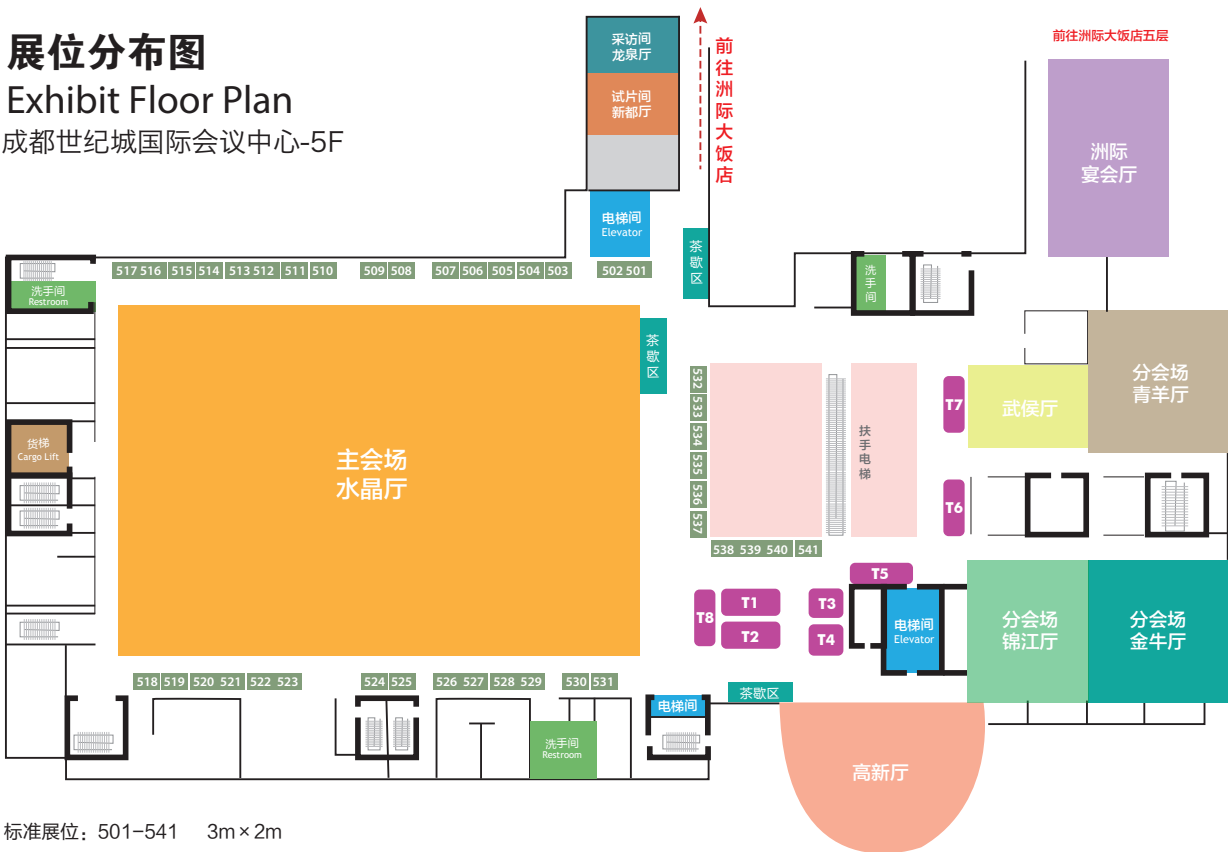 展位分布图
Exhibit Floor Plan
成都世纪城国际会议中心-5F
采访间
龙泉厅
试片间
新都厅
前往洲际大饭店
前往洲际大饭店五层
洲际
宴会厅
电梯间
Elevator
茶歇区
517 516 515 514 513 512 511 510 509 508 507 506 505 504 503 502 501
洗手间
Restroom
洗手间
茶歇区
532
533
534
535
536
537
扶手电梯
T7
武侯厅
分会场
青羊厅
货梯
Cargo Lift
主会场
水晶厅
T6
538 539 540 541
T5
T8
T1
T2
T3
T4
电梯间
Elevator
分会场
锦江厅
分会场
金牛厅
518 519 520 521 522 523 524 525 526 527 528 529 530 531
茶歇区
电梯间
洗手间
Restroom
高新厅
标准展位：501-541 3m×2m